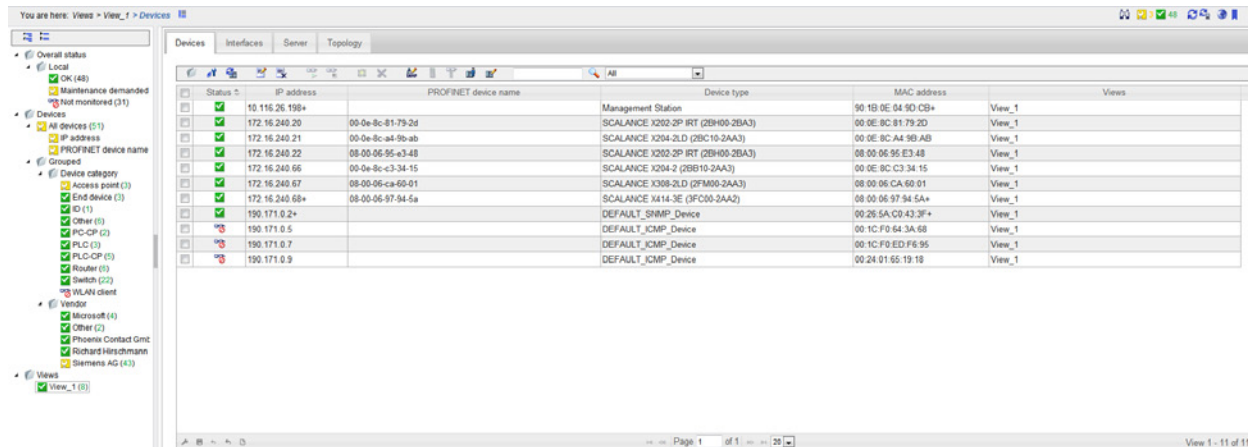 You are here: Views > View_1 > Devices
3 48
Devices Interfaces Server Topology
All
Overall status
Local
OK (48)
Maintenance demanded
Not monitored (31)
Devices
All devices (51)
IP address
PROFINET device name
Grouped
Device category
Access point (3)
End device (3)
ID (1)
Other (6)
PC-CP (2)
PLC (3)
PLC-CP (5)
Router (6)
Switch (22)
WLAN client
Vendor
Microsoft (4)
Other (2)
Phoenix Contact Gmb
Richard Hirschmann
Siemens AG (43)
Views
View_1 (8)
Status IP address PROFINET device name Device type MAC address Views
10.116.26.198+ Management Station 90:1B:0E:04:9D:CB+ View_1
172.16.240.20 00-0e-8c-81-79-2d SCALANCE X202-2P IRT (2BH00-2BA3) 00:0E:8C:81:79:2D View_1
172.16.240.21 00-0e-8c-a4-9b-ab SCALANCE X204-2LD (2BC10-2AA3) 00:0E:8C:A4:9B:AB View_1
172.16.240.22 08-00-06-95-e3-48 SCALANCE X202-2P IRT (2BH00-2BA3) 08:00:06:95:E3:48 View_1
172.16.240.66 00-0e-8c-c3-34-15 SCALANCE X204-2 (2BB10-2AA3) 00:0E:8C:C3:34:15 View_1
172.16.240.67 08-00-06-ca-60-01 SCALANCE X308-2LD (2FM00-2AA3) 08:00:06:CA:60:01 View_1
172.16.240.68+ 08-00-06-97-94-5a SCALANCE X414-3E (3FC00-2AA2) 08:00:06:97:94:5A+ View_1
190.171.0.2+ DEFAULT_SNMP_Device 00:26:5A:C0:43:3F+ View_1
190.171.0.5 DEFAULT_ICMP_Device 00:1C:F0:64:3A:68 View_1
190.171.0.7 DEFAULT_ICMP_Device 00:1C:F0:ED:F6:95 View_1
190.171.0.9 DEFAULT_ICMP_Device 00:24:01:65:19:18 View_1
Page 1 of 1 20 View 1 - 11 of 11